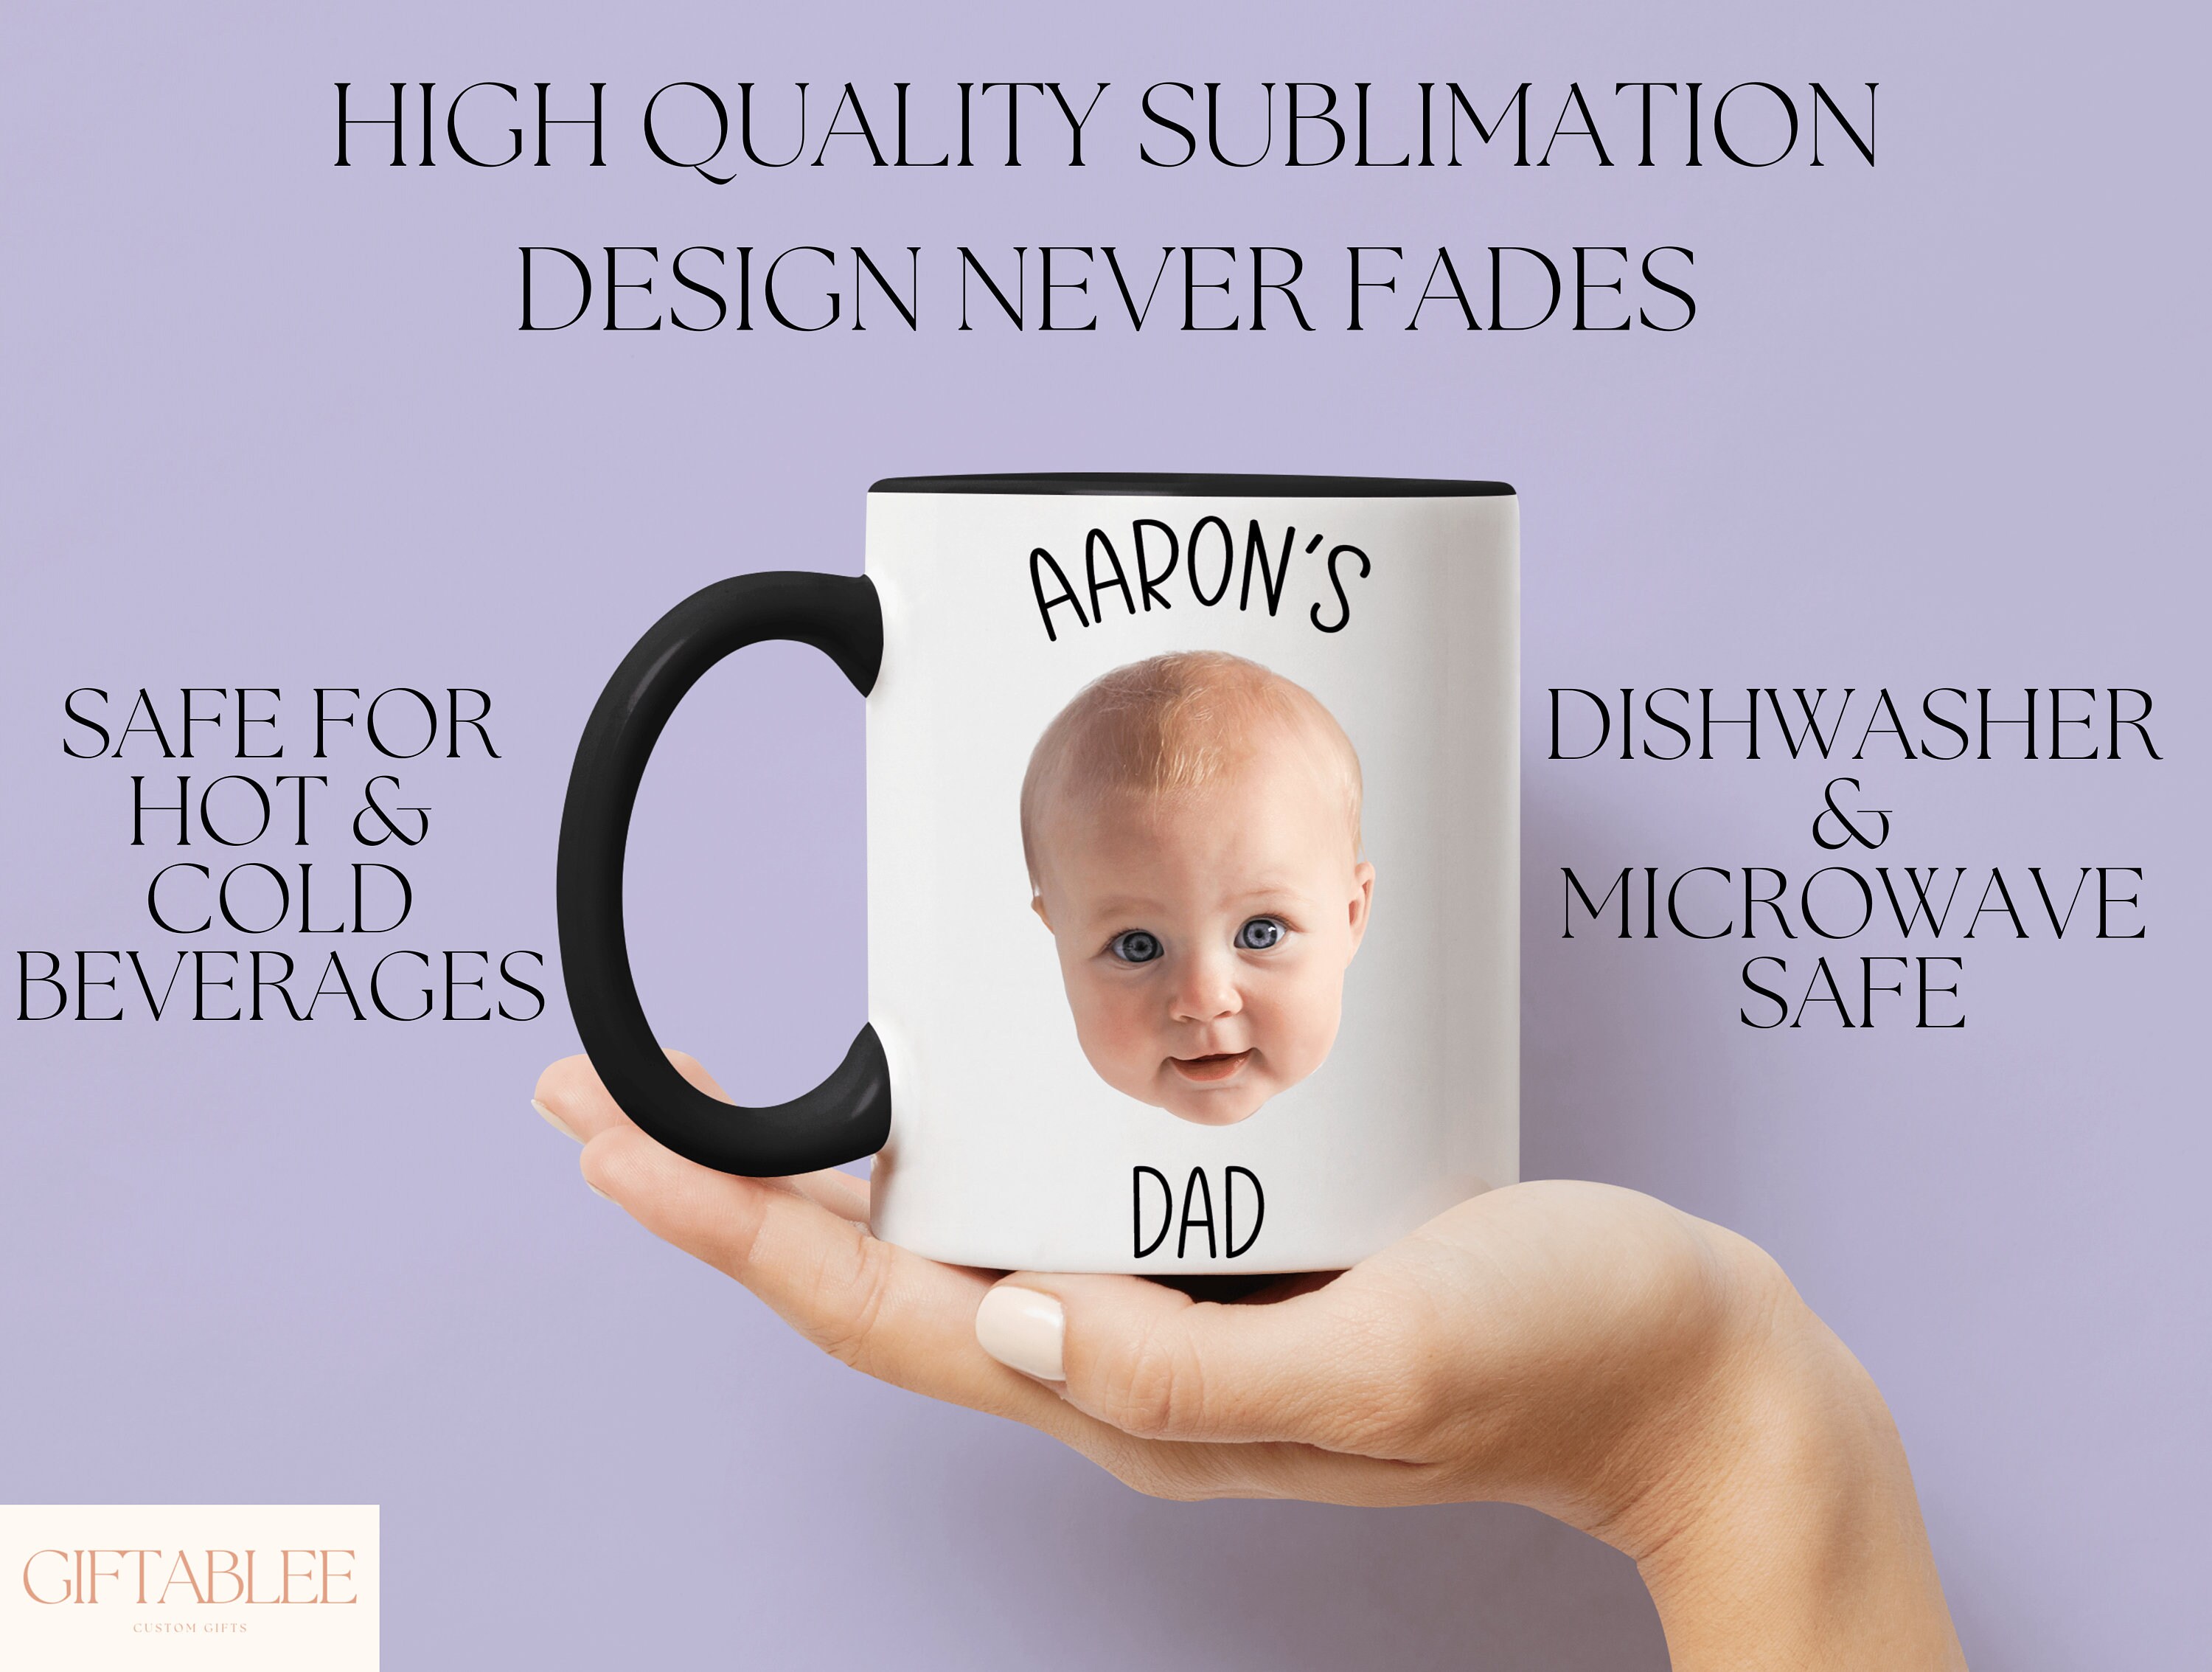 HIGH QUALITY SUBLIMATION
DESIGN NEVER FADES
AARON'S
DAD
SAFE FOR
HOT &
COLD
BEVERAGES
DISHWASHER
&
MICROWAVE
SAFE
GIFTABLEE
CUSTOM GIFTS